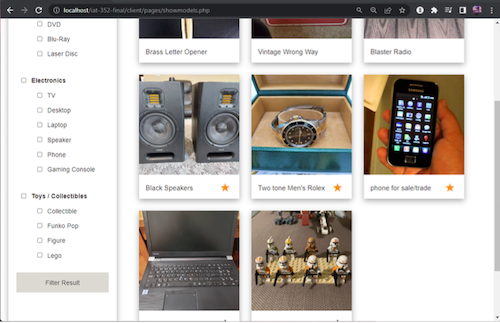 localhost/iat-352-final/client/pages/showmodels.php
DVD
Blu-Ray
Laser Disc
Electronics
TV
Desktop
Laptop
Speaker
Phone
Gaming Console
Toys / Collectibles
Collectible
Funko Pop
Figure
Lego
Filter Result
Brass Letter Opener
Vintage Wrong Way
Blaster Radio
Black Speakers
Two tone Men's Rolex
phone for sale/trade